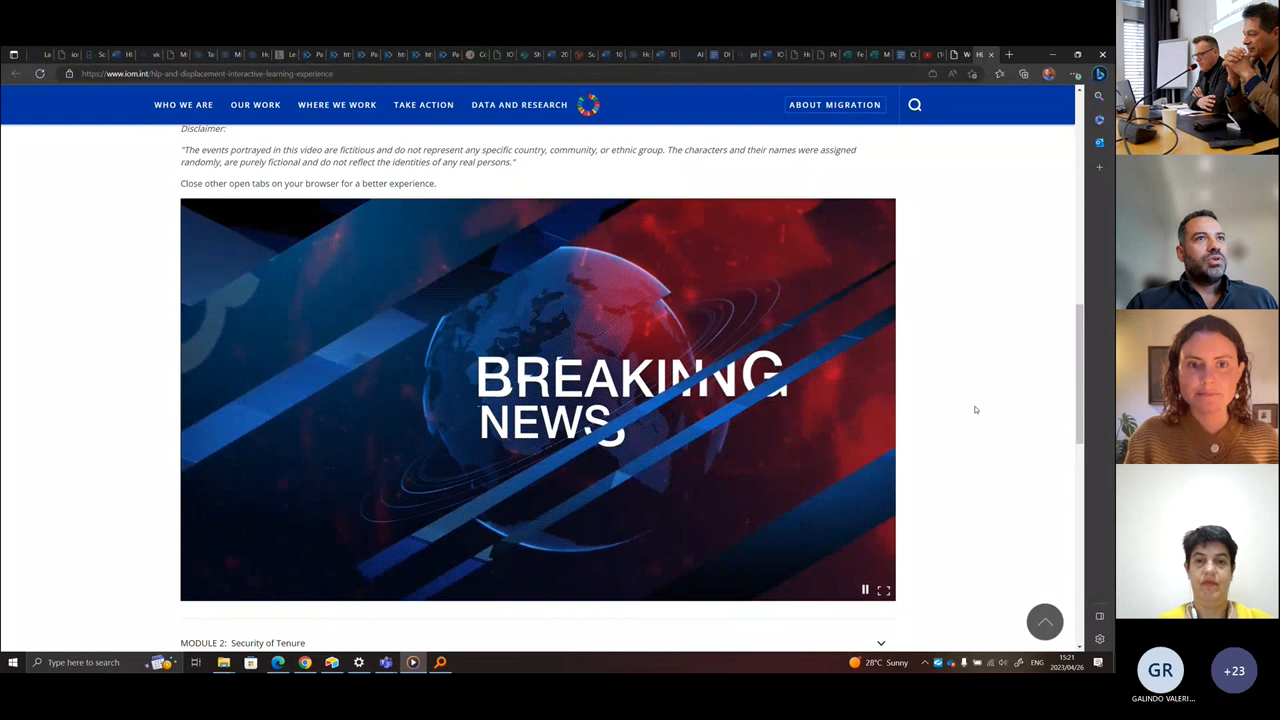 https://www.iom.int/hlp-and-displacement-interactive-learning-experience
WHO WE ARE
OUR WORK
WHERE WE WORK
TAKE ACTION
DATA AND RESEARCH
ABOUT MIGRATION
Disclaimer:
"The events portrayed in this video are fictitious and do not represent any specific country, community, or ethnic group. The characters and their names were assigned
randomly, are purely fictional and do not reflect the identities of any real persons."
Close other open tabs on your browser for a better experience.
BREAKING
NEWS
MODULE 2: Security of Tenure
Type here to search
28°C Sunny
ENG
15:21
2023/04/26
GR
+23
GALINDO VALERI...